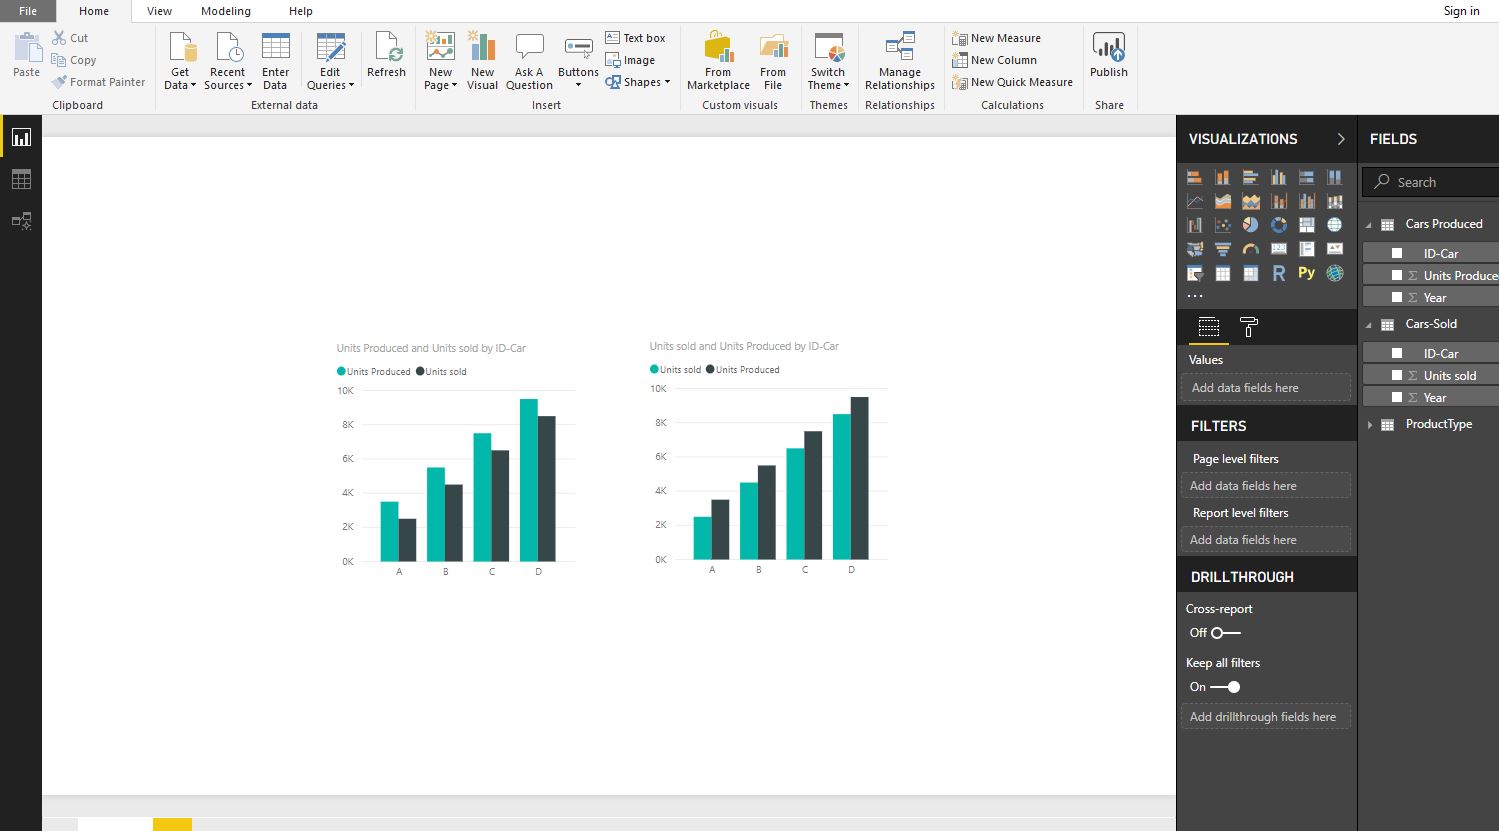 File Home View Modeling Help Sign in
Paste
Cut
Copy
Format Painter
Clipboard
Get Data
Recent Sources
Enter Data
External data
Edit Queries
Refresh
New Page
New Visual
Ask A Question
Buttons
Text box
Image
Shapes
Insert
From Marketplace
From File
Custom visuals
Switch Theme
Themes
Manage Relationships
Relationships
New Measure
New Column
New Quick Measure
Calculations
Publish
Share
Units Produced and Units sold by ID-Car
Units Produced Units sold
10K
8K
6K
4K
2K
0K
A B C D
Units sold and Units Produced by ID-Car
Units sold Units Produced
10K
8K
6K
4K
2K
0K
A B C D
VISUALIZATIONS
123
R Py
...
Values
Add data fields here
FILTERS
Page level filters
Add data fields here
Report level filters
Add data fields here
DRILLTHROUGH
Cross-report
Off
Keep all filters
On
Add drillthrough fields here
FIELDS
Search
Cars Produced
ID-Car
Σ Units Produce
Σ Year
Cars-Sold
ID-Car
Σ Units sold
Σ Year
ProductType